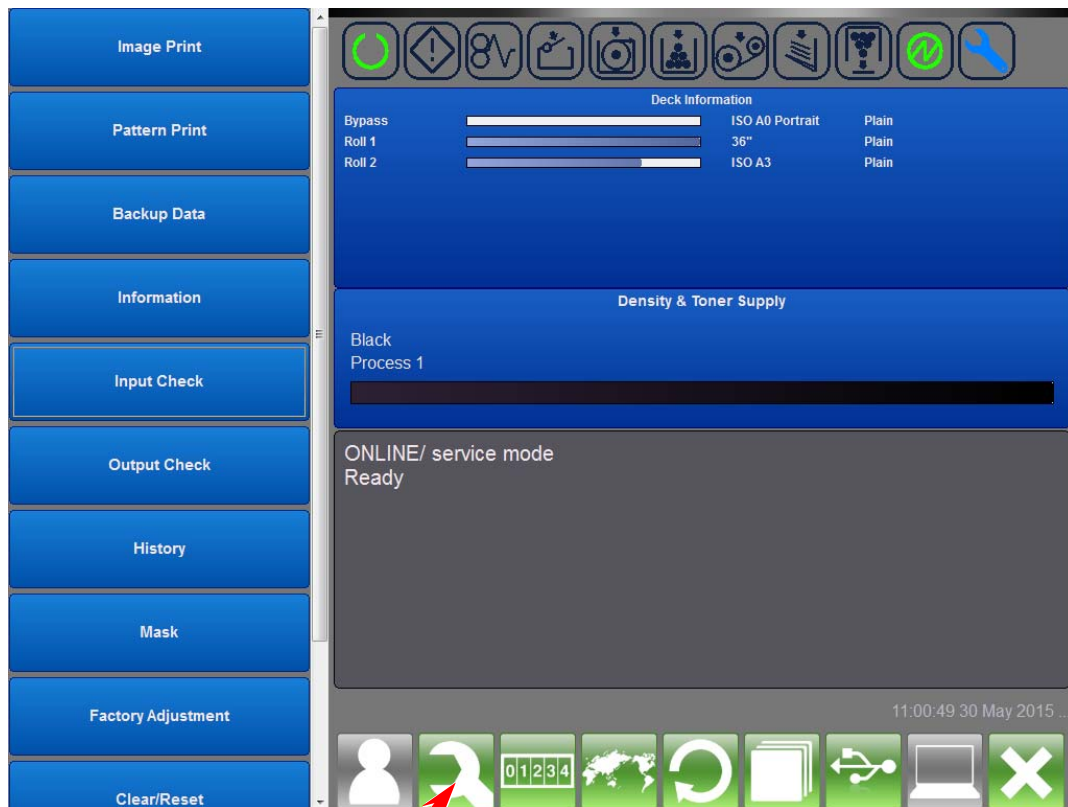 Image Print
Pattern Print
Backup Data
Information
Input Check
Output Check
History
Mask
Factory Adjustment
Clear/Reset
Deck Information
Bypass ISO A0 Portrait Plain
Roll 1 36" Plain
Roll 2 ISO A3 Plain
Density & Toner Supply
Black
Process 1
ONLINE/ service mode
Ready
11:00:49 30 May 2015 ..
01234